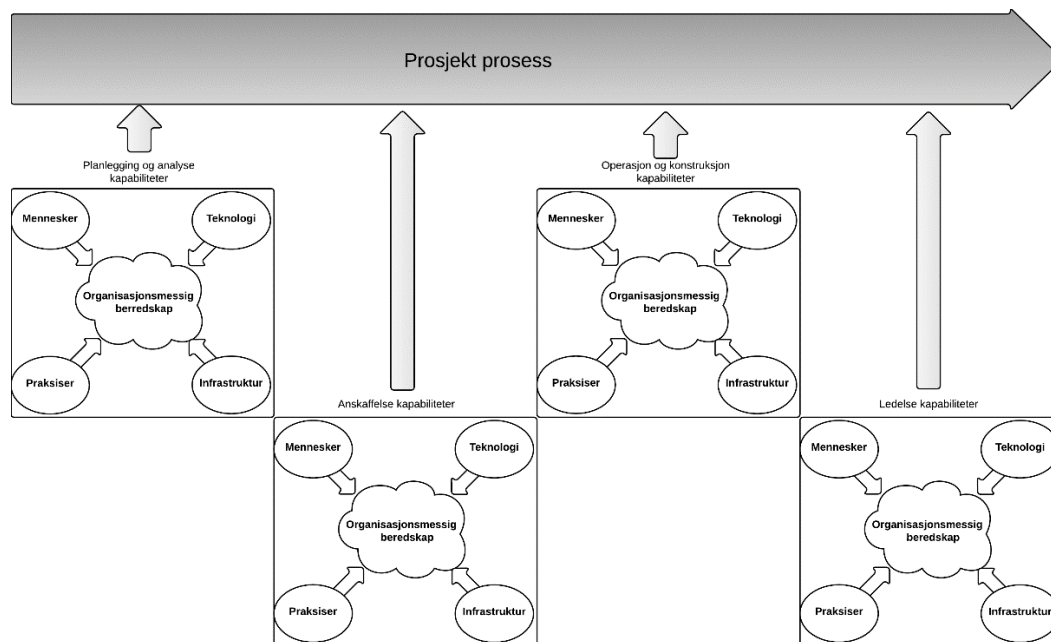 Prosjekt prosess
Planlegging og analyse
kapabiliteter
Mennesker
Teknologi
Organisasjonsmessig
berredskap
Praksiser
Infrastruktur
Anskaffelse kapabiliteter
Mennesker
Teknologi
Organisasjonsmessig
beredskap
Praksiser
Infrastruktur
Operasjon og konstruksjon
kapabiliteter
Mennesker
Teknologi
Organisasjonsmessig
beredskap
Praksiser
Infrastruktur
Ledelse kapabiliteter
Mennesker
Teknologi
Organisasjonsmessig
beredskap
Praksiser
Infrastruktur